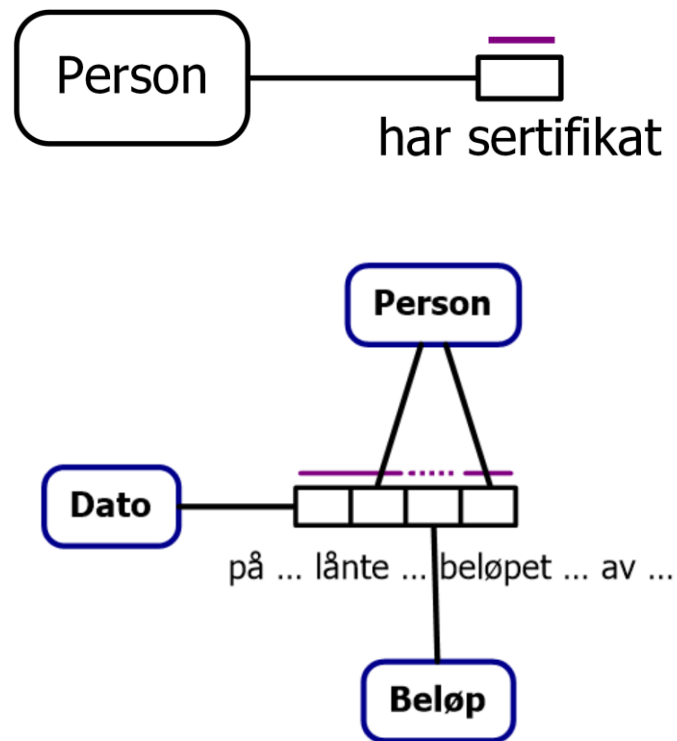 Person
har sertifikat
Person
Dato
på ... lånte ... beløpet ... av ...
Beløp